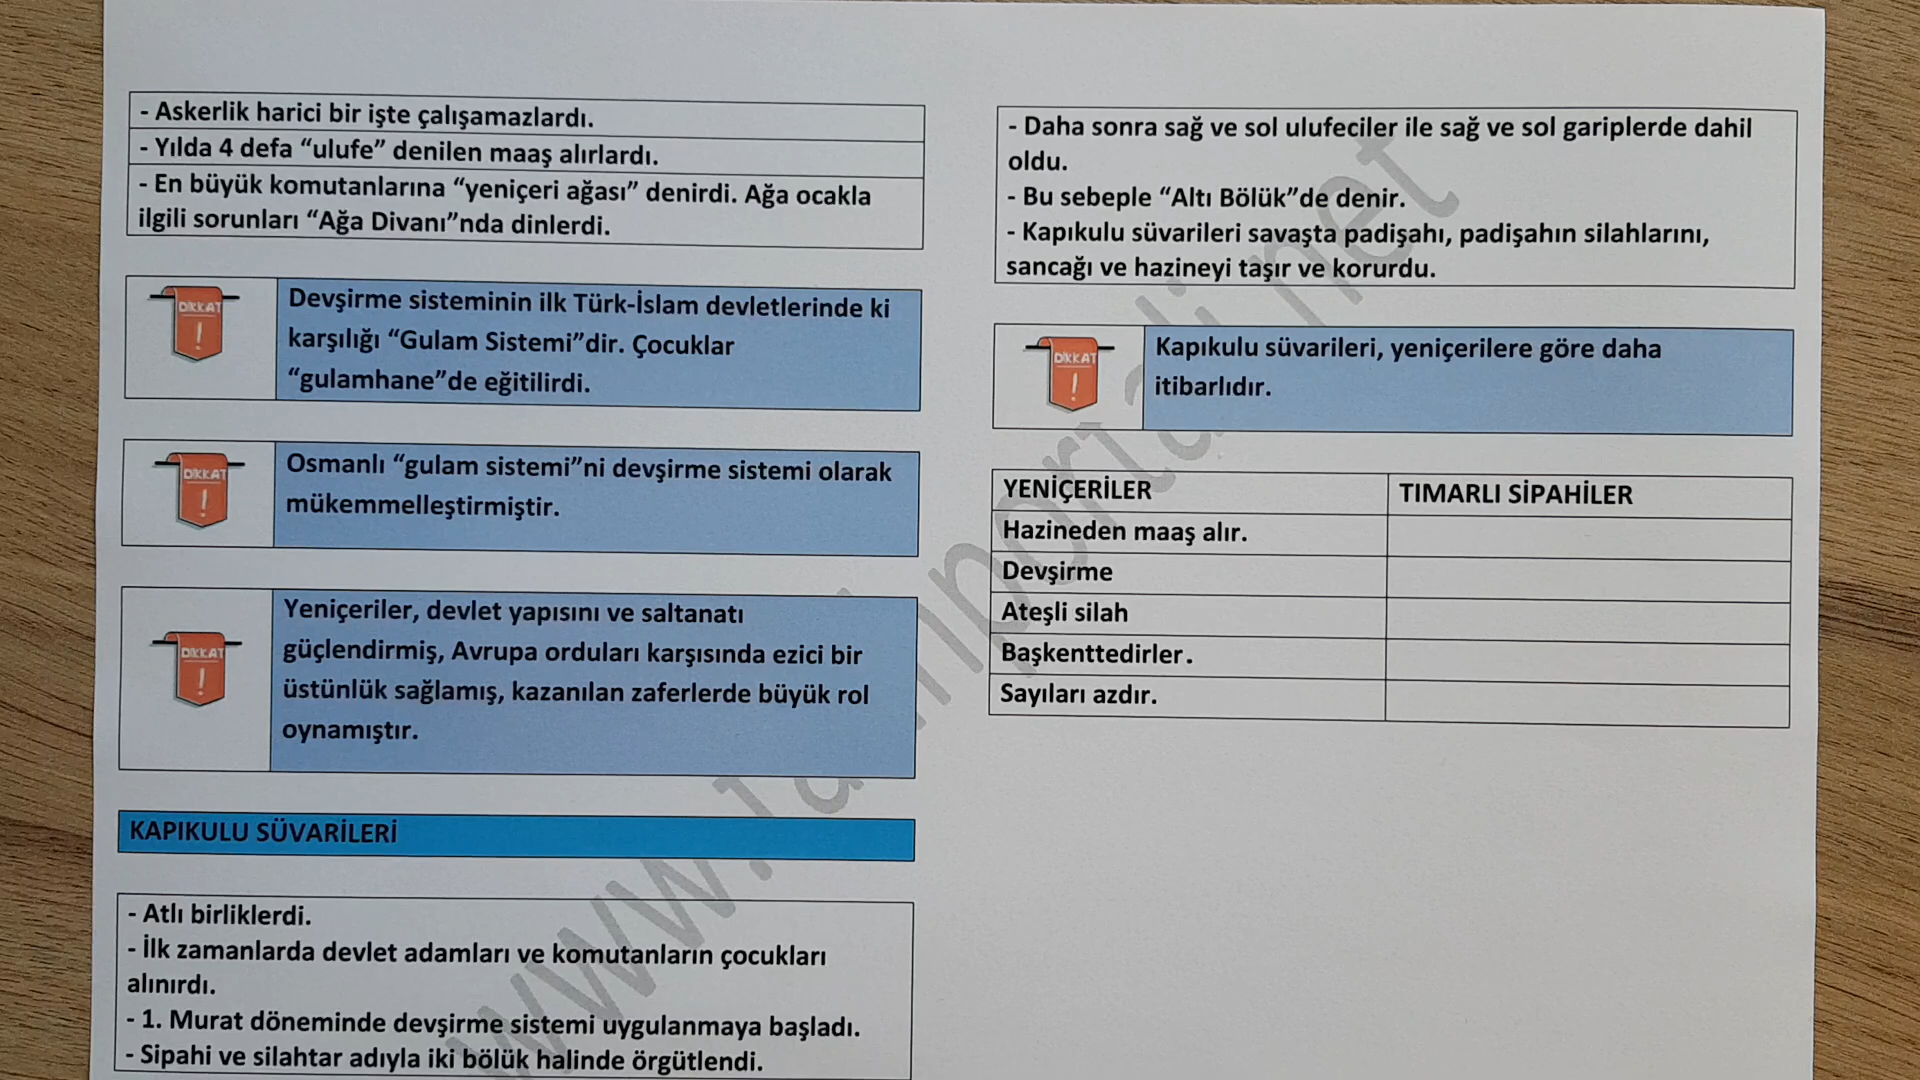 - Askerlik harici bir işte çalışamazlardı.
- Yılda 4 defa “ulufe” denilen maaş alırlardı.
- En büyük komutanlarına “yeniçeri ağası” denirdi. Ağa ocakla
ilgili sorunları “Ağa Divanı”nda dinlerdi.
DİKKAT
!
Devşirme sisteminin ilk Türk-İslam devletlerinde ki
karşılığı “Gulam Sistemi”dir. Çocuklar
“gulamhane”de eğitilirdi.
DİKKAT
!
Osmanlı “gulam sistemi”ni devşirme sistemi olarak
mükemmelleştirmiştir.
DİKKAT
!
Yeniçeriler, devlet yapısını ve saltanatı
güçlendirmiş, Avrupa orduları karşısında ezici bir
üstünlük sağlamış, kazanılan zaferlerde büyük rol
oynamıştır.
KAPIKULU SÜVARİLERİ
- Atlı birliklerdi.
- İlk zamanlarda devlet adamları ve komutanların çocukları
alınırdı.
- 1. Murat döneminde devşirme sistemi uygulanmaya başladı.
- Sipahi ve silahtar adıyla iki bölük halinde örgütlendi.
- Daha sonra sağ ve sol ulufeciler ile sağ ve sol gariplerde dahil
oldu.
- Bu sebeple “Altı Bölük”de denir.
- Kapıkulu süvarileri savaşta padişahı, padişahın silahlarını,
sancağı ve hazineyi taşır ve korurdu.
DİKKAT
!
Kapıkulu süvarileri, yeniçerilere göre daha
itibarlıdır.
YENİÇERİLER TIMARLI SİPAHİLER
Hazineden maaş alır.
Devşirme
Ateşli silah
Başkenttedirler.
Sayıları azdır.